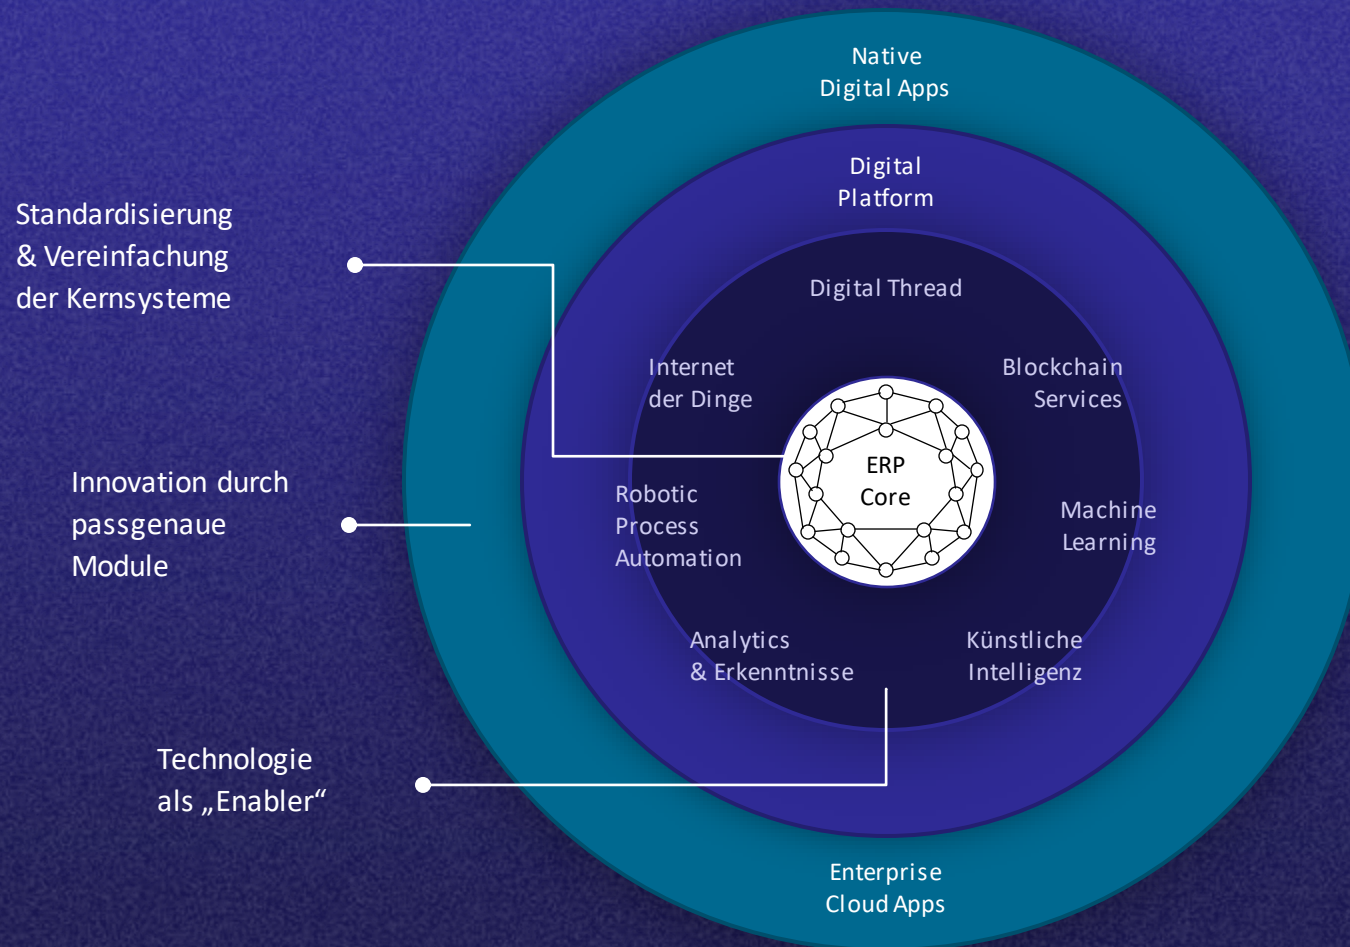 Native
Digital Apps
Digital
Platform
Standardisierung
& Vereinfachung
der Kernsysteme
Digital Thread
Internet
der Dinge
Blockchain
Services
ERP
Core
Innovation durch
passgenaue
Module
Robotic
Process
Automation
Machine
Learning
Analytics
& Erkenntnisse
Künstliche
Intelligenz
Technologie
als „Enabler“
Enterprise
Cloud Apps